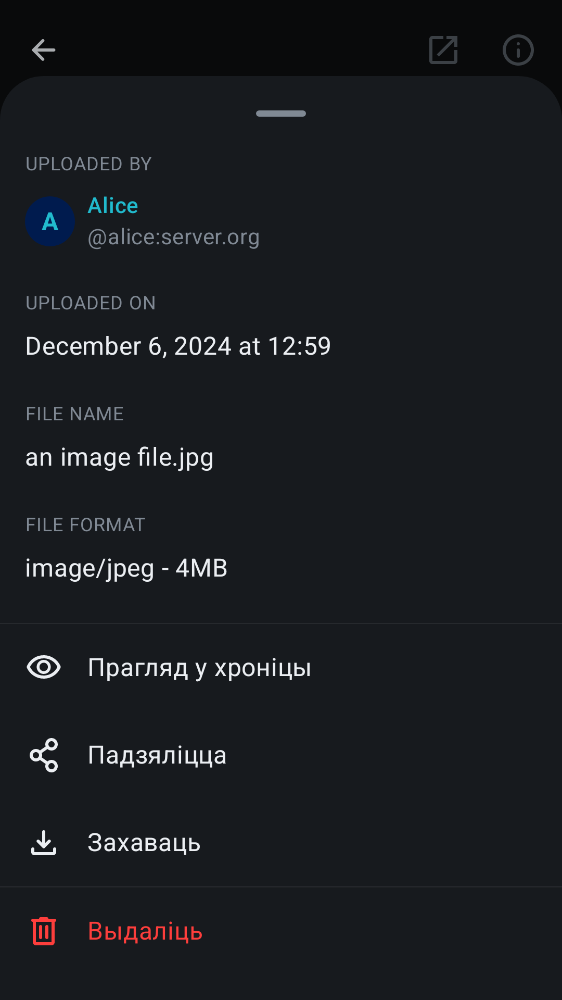 UPLOADED BY
A
Alice
@alice:server.org
UPLOADED ON
December 6, 2024 at 12:59
FILE NAME
an image file.jpg
FILE FORMAT
image/jpeg - 4MB
Прагляд у хроніцы
Падзяліцца
Захаваць
Выдаліць